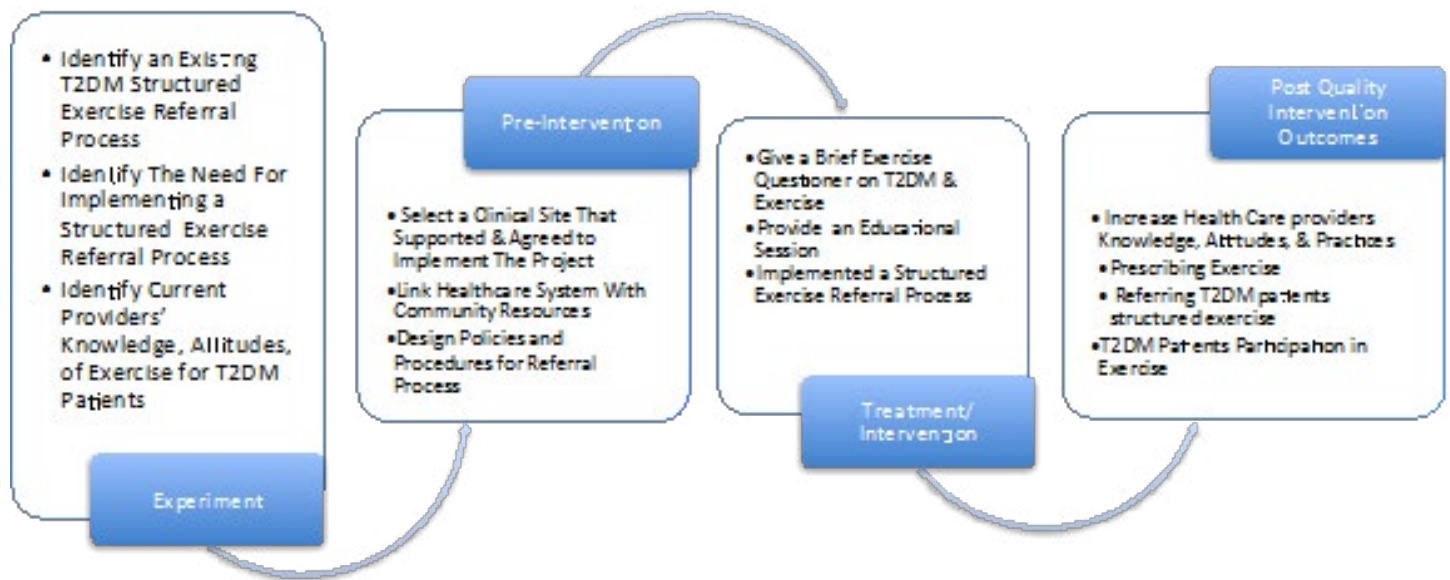 • Identify an Existing
T2DM Structured
Exercise Referral
Process
• Identify The Need For
Implementing a
Structured Exercise
Referral Process
• Identify Current
Providers'
Knowledge, Attitudes,
of Exercise for T2DM
Patients
Experiment
Pre-Intervention
• Select a Clinical Site That
Supported & Agreed to
Implement The Project
•Link Healthcare System With
Community Resources
•Design Policies and
Procedures for Referral
Process
•Give a Brief Exercise
Questioner on T2DM &
Exercise
•Provide an Educational
Session
•Implemented a Structured
Exercise Referral Process
Treatment/
Intervention
Post Quality
Intervention
Outcomes
• Increase Health Care providers
Knowledge, Attitudes, & Practices
• Prescribing Exercise
• Referring T2DM patients
structured exercise
•T2DM Patients Participation in
Exercise